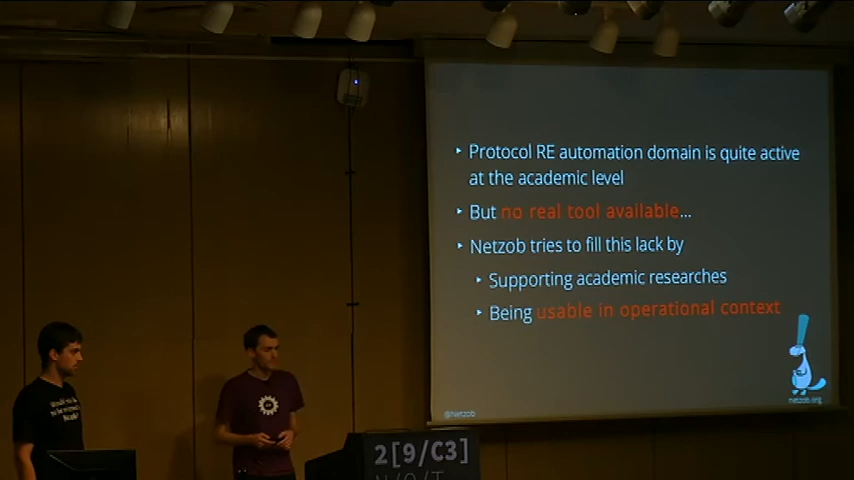 ‣ Protocol RE automation domain is quite active
at the academic level
‣ But no real tool available...
‣ Netzob tries to fill this lack by
‣ Supporting academic researches
‣ Being usable in operational context
netzob.org
@Netzob
2[9/C3]
N/O/T